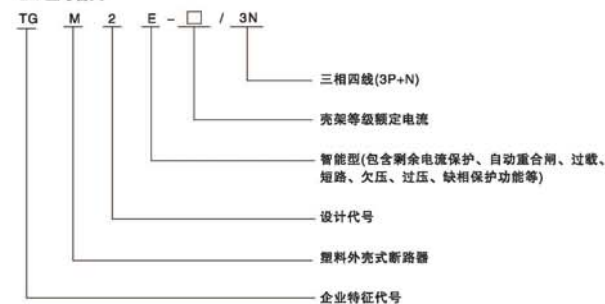 TG M 2 E - □ / 3N
三相四线(3P+N)
壳架等级额定电流
智能型(包含剩余电流保护、自动重合闸、过载、
短路、欠压、过压、缺相保护功能等)
设计代号
塑料外壳式断路器
企业特征代号